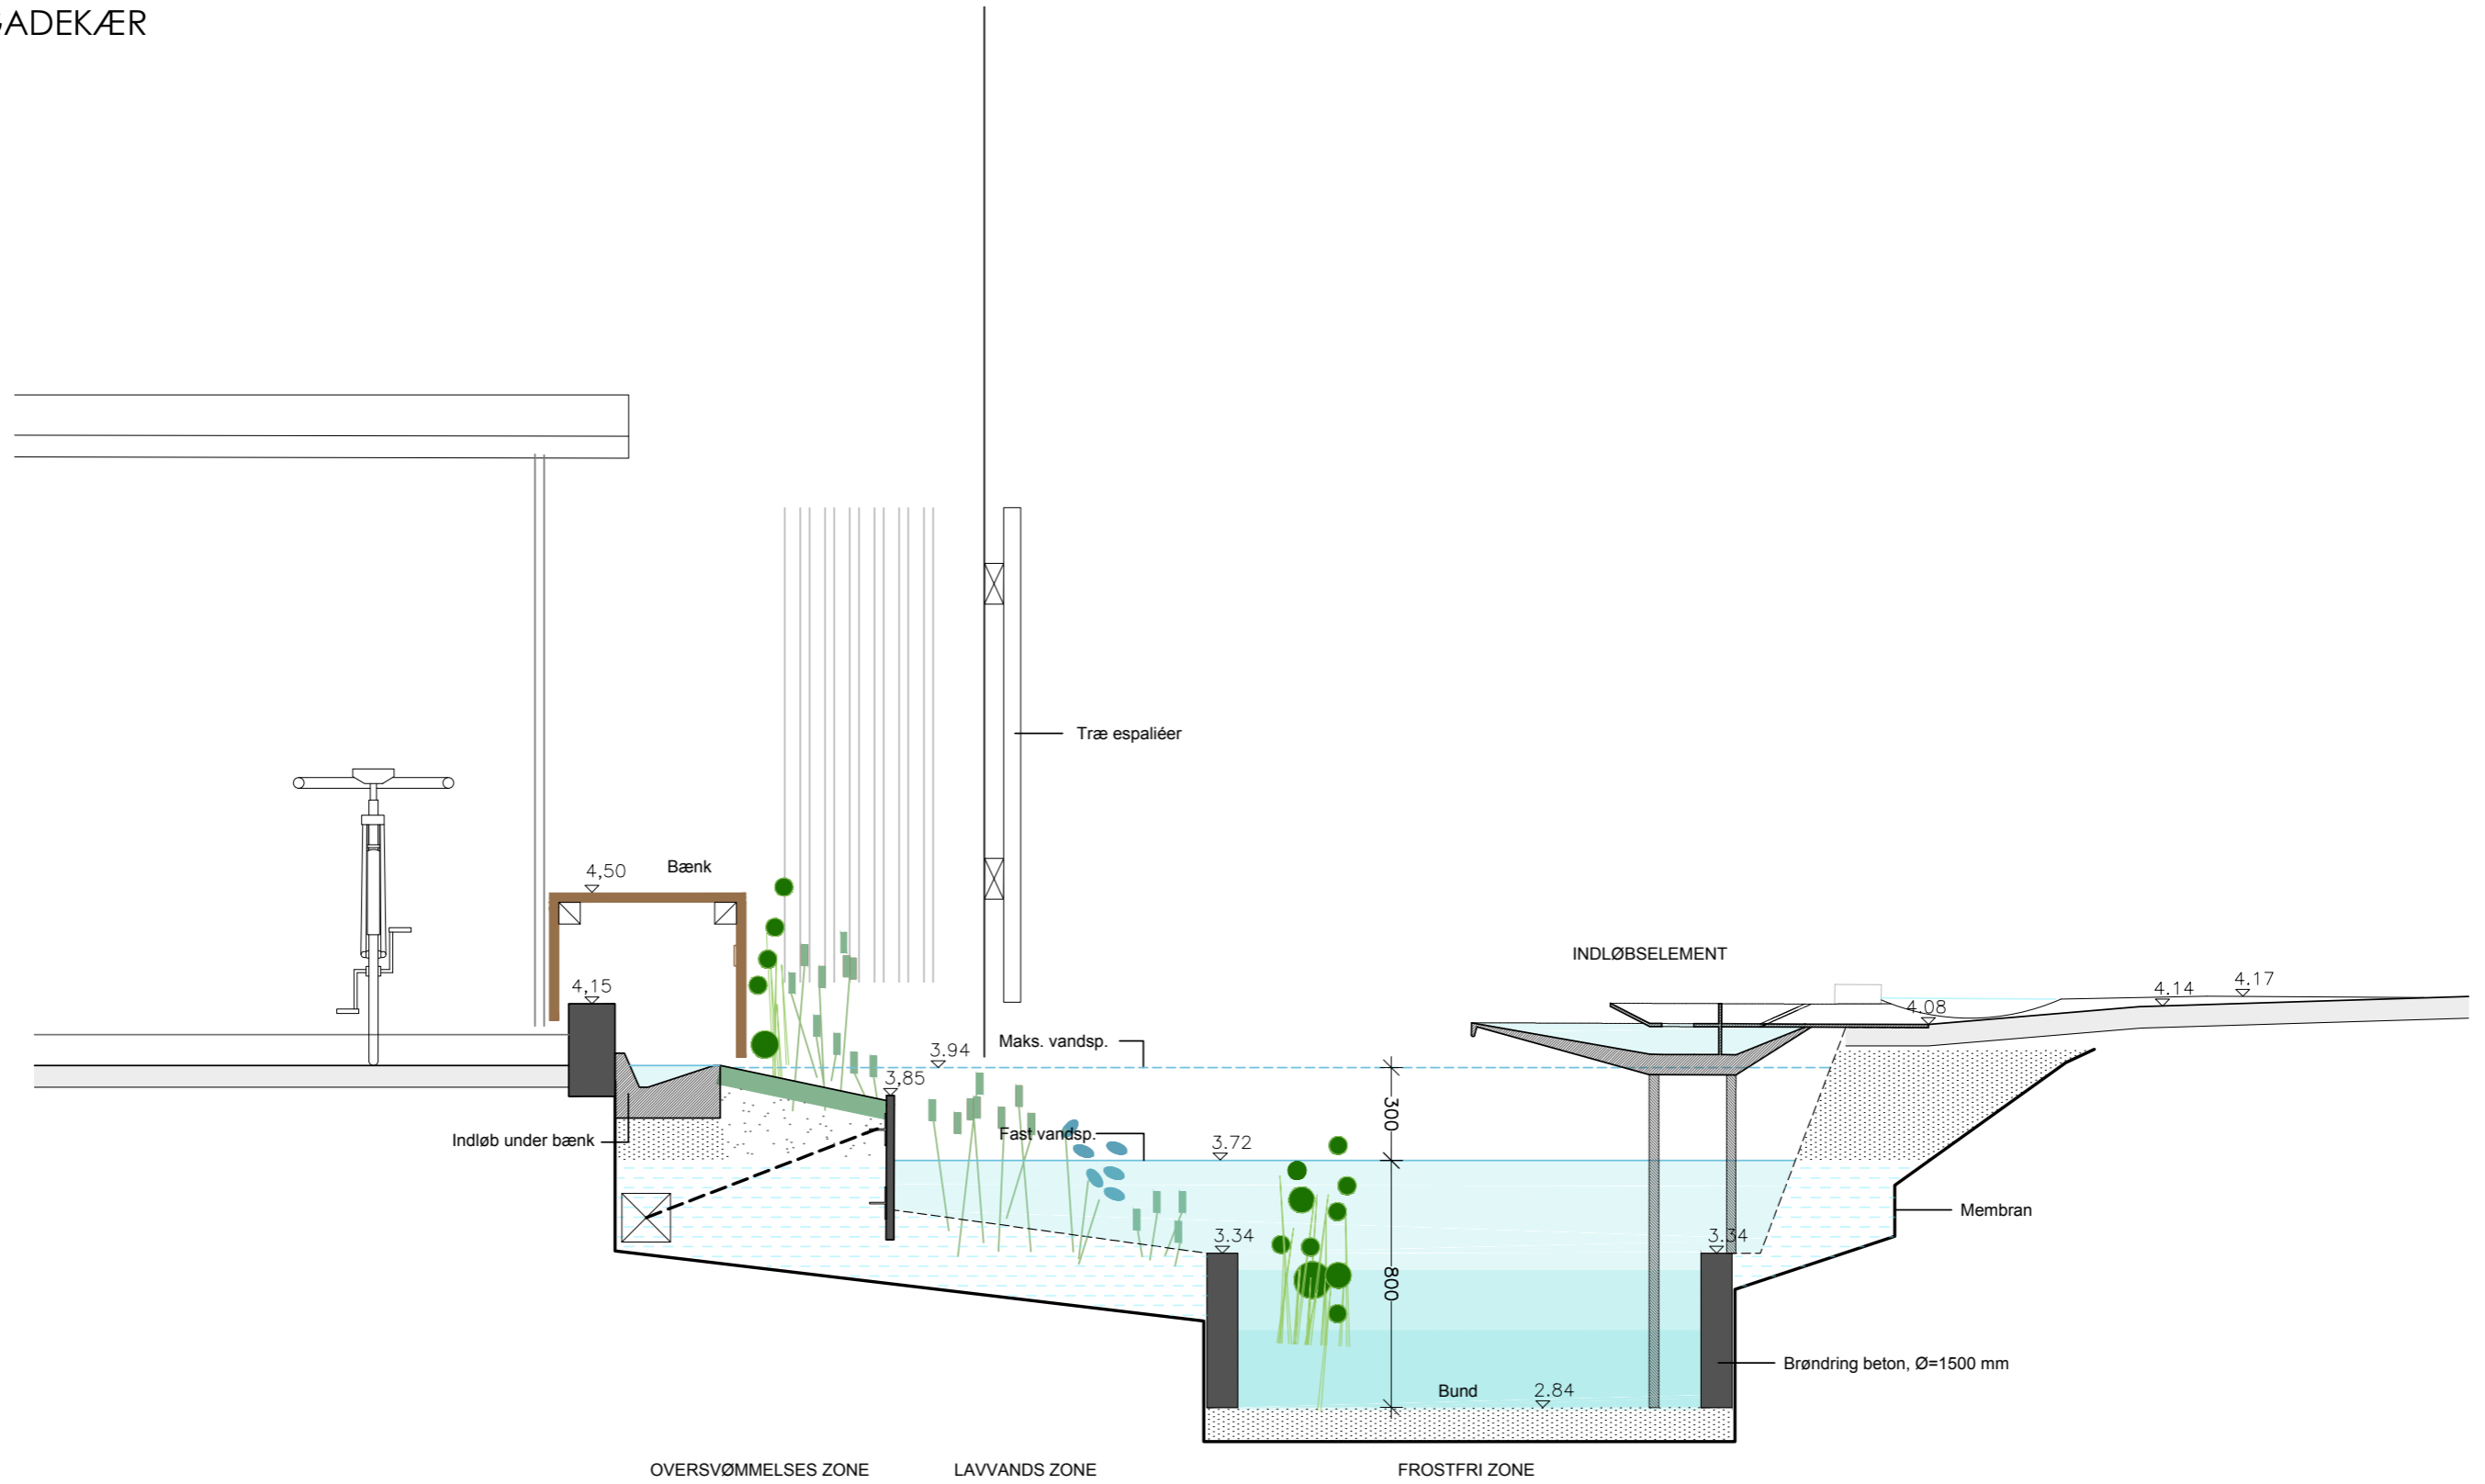 GADEKÆR
Træ espaliéer
4,50
Bænk
INDLØBSELEMENT
4,15
4.08
4.14
4.17
3.94
Maks. vandsp.
3,85
300
Indløb under bænk
Fast vandsp.
3.72
Membran
3.34
3.34
800
Brøndring beton, Ø=1500 mm
Bund
2.84
OVERSVØMMELSES ZONE
LAVVANDS ZONE
FROSTFRI ZONE